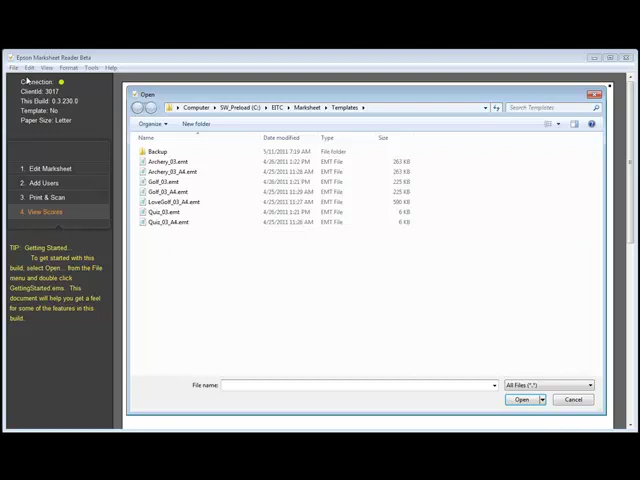 Epson Marksheet Reader Beta
File Edit View Format Tools Help
Connection:
ClientId: 3017
This Build: 0.3.230.0
Template: No
Paper Size: Letter
1. Edit Marksheet
2. Add Users
3. Print & Scan
4. View Scores
TIP: Getting Started...
To get started with this
build, select Open... from the File
menu and double click
GettingStarted.ems. This
document will help you get a feel
for some of the features in this
build.
Open
Computer SW_Preload (C:) EITC Marksheet Templates
Search Templates
Organize New folder
Name Date modified Type Size
Backup 5/11/2011 7:19 AM File folder
Archery_03.emt 4/26/2011 1:22 PM EMT File 263 KB
Archery_03_A4.emt 4/25/2011 11:26 AM EMT File 263 KB
Golf_03.emt 4/26/2011 1:21 PM EMT File 225 KB
Golf_03_A4.emt 4/25/2011 11:26 AM EMT File 225 KB
LoveGolf_03_A4.emt 4/25/2011 11:27 AM EMT File 590 KB
Quiz_03.emt 4/26/2011 1:21 PM EMT File 6 KB
Quiz_03_A4.emt 4/25/2011 11:26 AM EMT File 6 KB
File name:
All Files (*.*)
Open Cancel